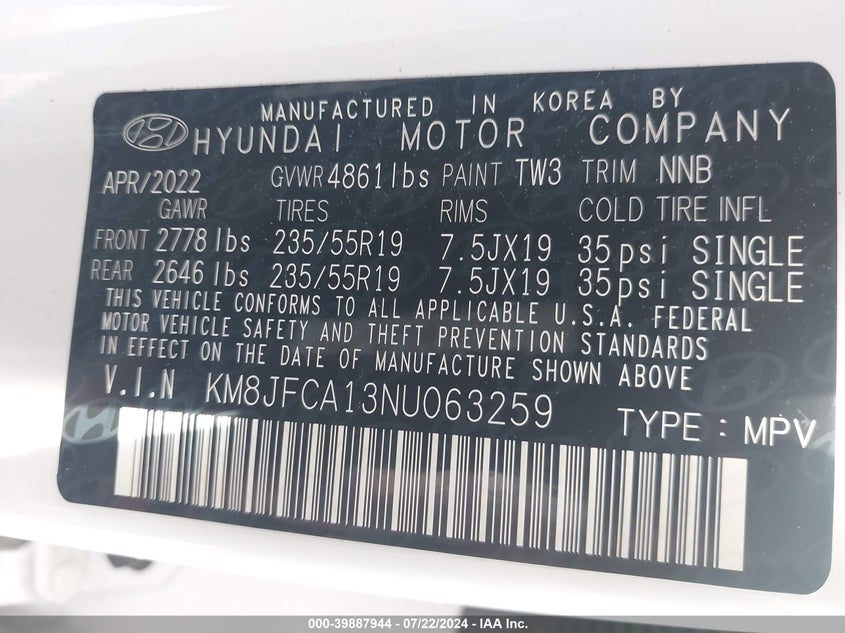 MANUFACTURED IN KOREA BY
HYUNDAI MOTOR COMPANY
APR/2022 GVWR 4861lbs PAINT TW3 TRIM NNB
GAWR TIRES RIMS COLD TIRE INFL
FRONT 2778 lbs 235/55R19 7.5JX19 35psi SINGLE
REAR 2646 lbs 235/55R19 7.5JX19 35psi SINGLE
THIS VEHICLE CONFORMS TO ALL APPLICABLE U.S.A. FEDERAL
MOTOR VEHICLE SAFETY AND THEFT PREVENTION STANDARDS
IN EFFECT ON THE DATE OF MANUFACTURE SHOWN ABOVE
V.I.N KM8JFCA13NU063259
TYPE : MPV
000-39887944 - 07/22/2024 - IAA Inc.